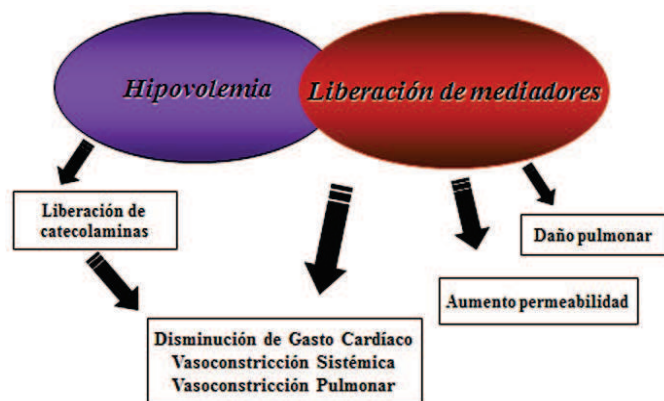 Hipovolemia
Liberación de mediadores
Liberación de
catecolaminas
Daño pulmonar
Aumento permeabilidad
Disminución de Gasto Cardíaco
Vasoconstricción Sistémica
Vasoconstricción Pulmonar